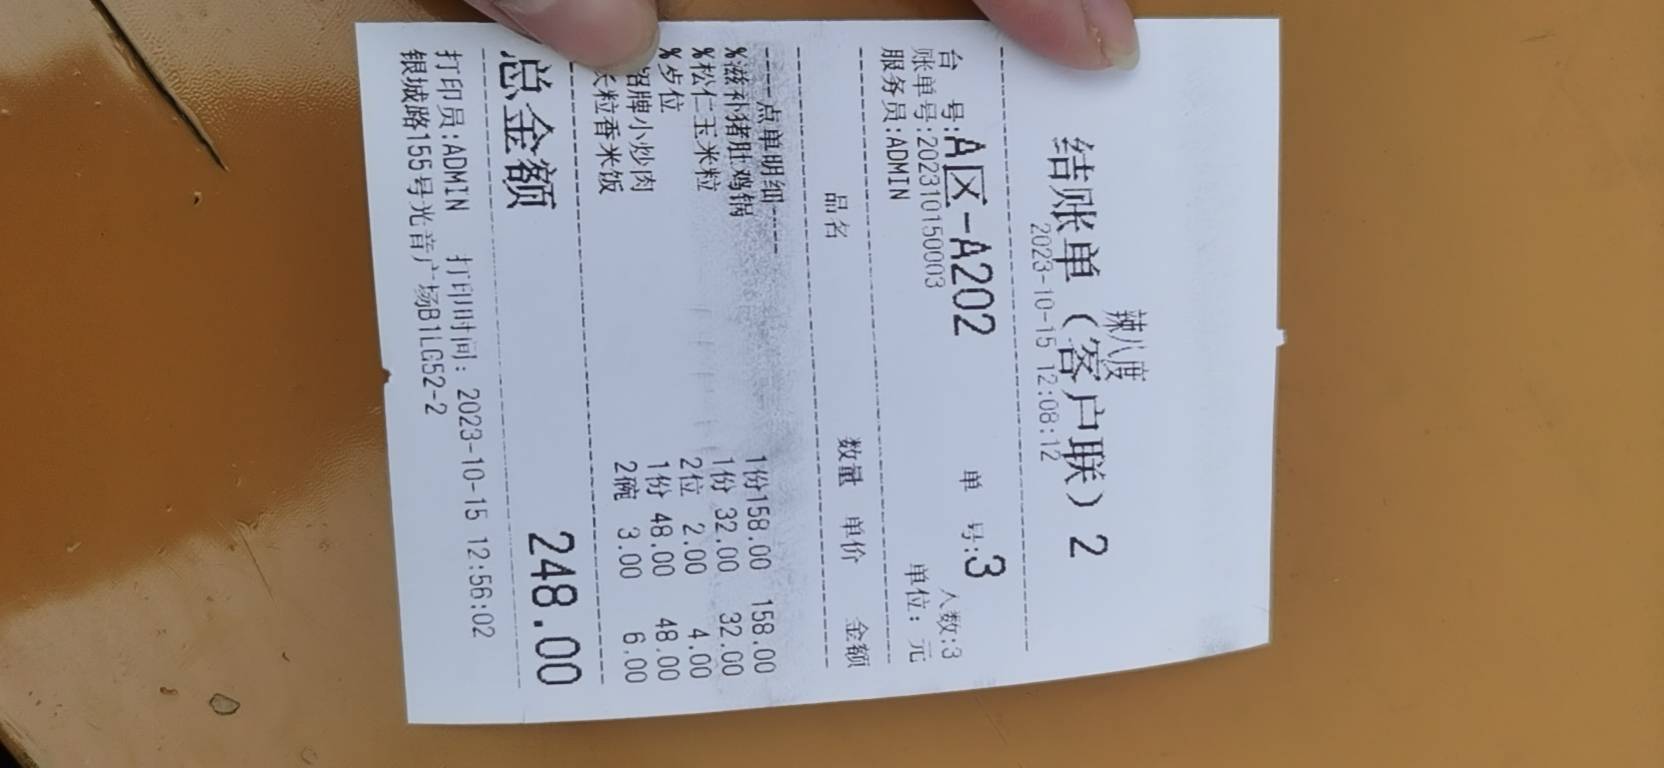 辣八度
结账单（客户联）2
2023-10-15 12:08:12
台 号:A区-A202 单 号:3
账单号:202310150003 人数:3
服务员:ADMIN 单位: 元
品名 数量 单价 金额
----点单明细----
%滋补猪肚鸡锅 1份 158.00 158.00
%松仁玉米粒 1份 32.00 32.00
%岁位 2位 2.00 4.00
招牌小炒肉 1份 48.00 48.00
长粒香米饭 2碗 3.00 6.00
总金额 248.00
打印员:ADMIN 打印时间: 2023-10-15 12:56:02
银城路155号光音广场B1LG52-2